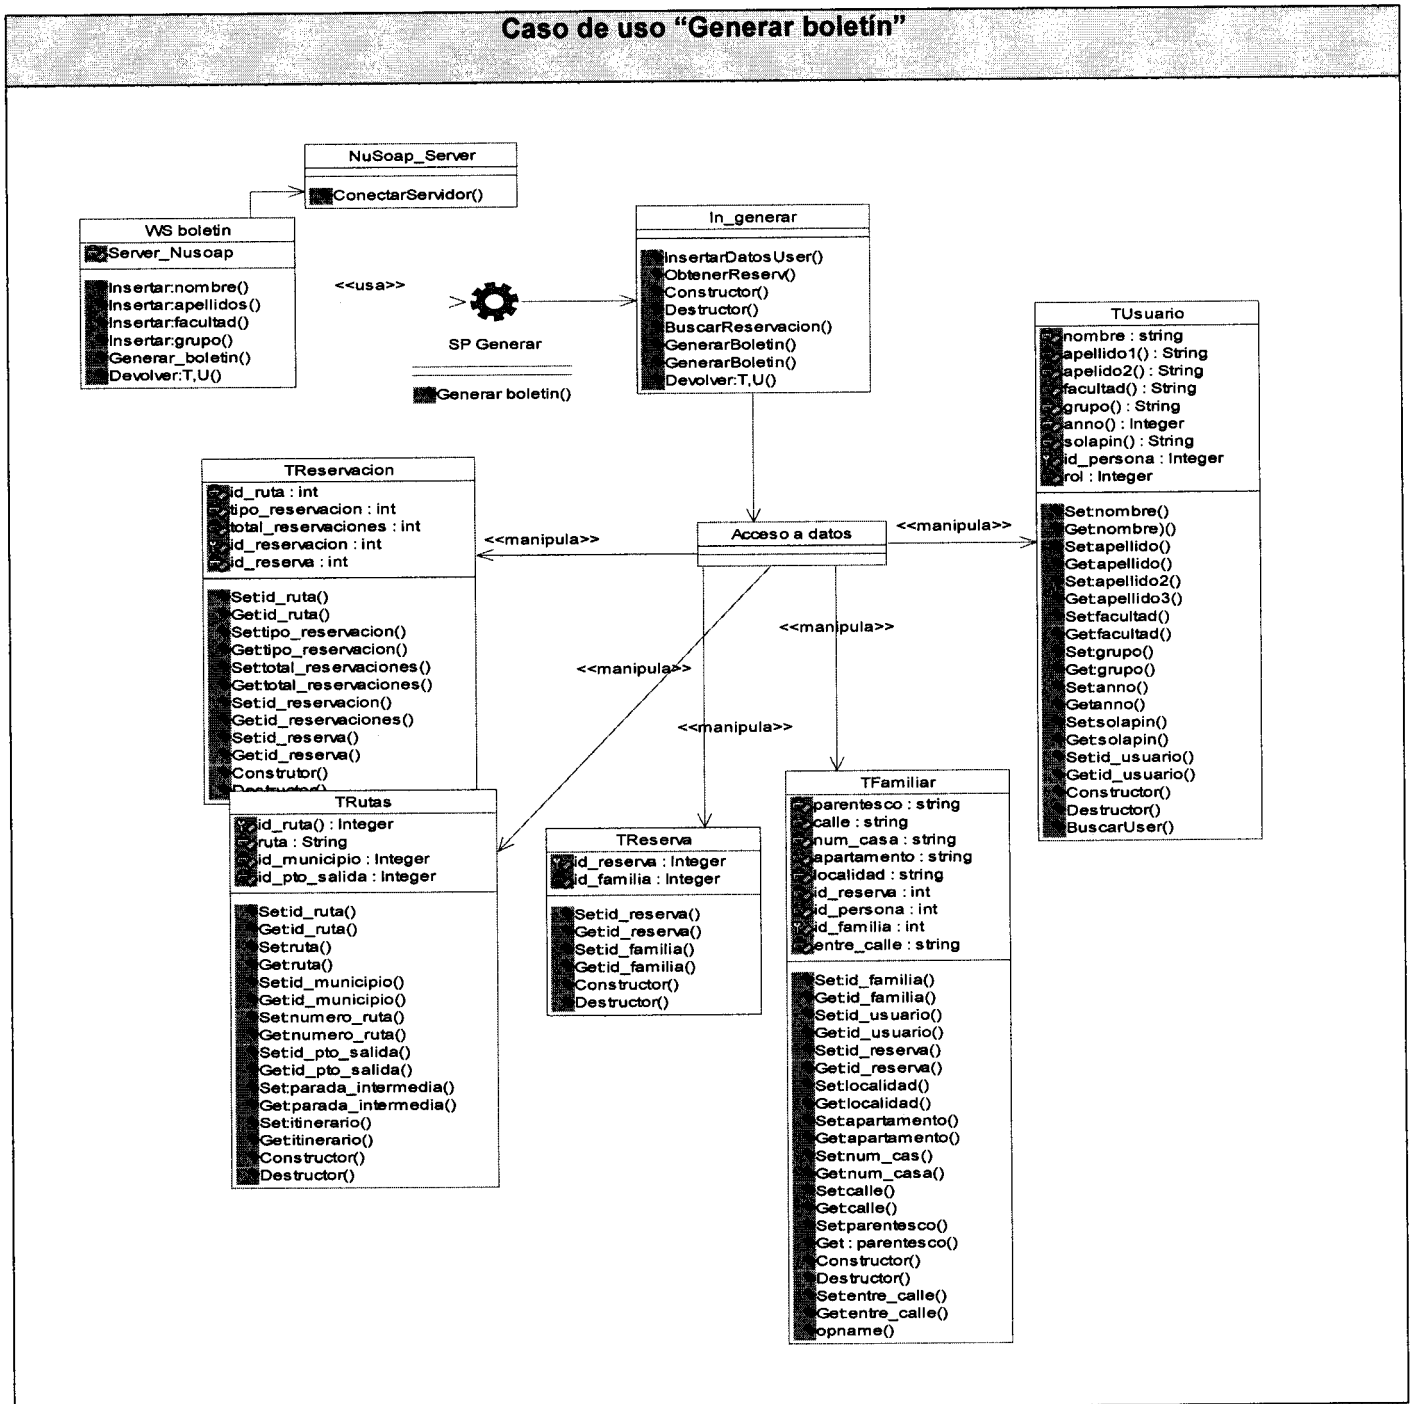 Caso de uso “Generar boletín”
NuSoap_Server
ConectarServidor()
WS boletin
Server_Nusoap
Insertar:nombre()
Insertar:apellidos()
Insertar:facultad()
Insertar:grupo()
Generar_boletin()
Devolver:T,U()
<<usa>>
SP Generar
Generar boletin()
In_generar
InsertarDatosUser()
ObtenerReserv()
Constructor()
Destructor()
BuscarReservacion()
GenerarBoletin()
GenerarBoletin()
Devolver:T,U()
TUsuario
nombre : string
apellido1() : String
apelido2() : String
facultad() : String
grupo() : String
anno() : Integer
solapin() : String
id_persona : Integer
rol : Integer
Set:nombre()
Get:nombre)()
Set:apellido()
Get:apellido()
Set:apellido2()
Get:apellido3()
Set:facultad()
Get:facultad()
Set:grupo()
Get:grupo()
Set:anno()
Getanno()
Set:solapin()
Get:solapin()
Set:id_usuario()
Get:id_usuario()
Constructor()
Destructor()
BuscarUser()
TReservacion
id_ruta : int
tipo_reservacion : int
total_reservaciones : int
id_reservacion : int
id_reserva : int
Set:id_ruta()
Get:id_ruta()
Set:tipo_reservacion()
Get:tipo_reservacion()
Set:total_reservaciones()
Get:total_reservaciones()
Set:id_reservacion()
Get:id_reservaciones()
Set:id_reserva()
Get:id_reserva()
Construtor()
Destructor()
<<manipula>>
Acceso a datos
<<manipula>>
<<manipula>>
<<manipula>>
<<manipula>>
TRutas
id_ruta() : Integer
ruta : String
id_municipio : Integer
id_pto_salida : Integer
Set:id_ruta()
Get:id_ruta()
Set:ruta()
Get:ruta()
Set:id_municipio()
Get:id_municipio()
Set:numero_ruta()
Get:numero_ruta()
Set:id_pto_salida()
Get:id_pto_salida()
Set:parada_intermedia()
Get:parada_intermedia()
Set:itinerario()
Get:itinerario()
Constructor()
Destructor()
TReserva
id_reserva : Integer
id_familia : Integer
Set:id_reserva()
Get:id_reserva()
Set:id_familia()
Get:id_familia()
Constructor()
Destructor()
TFamiliar
parentesco : string
calle : string
num_casa : string
apartamento : string
localidad : string
id_reserva : int
id_persona : int
id_familia : int
entre_calle : string
Set:id_familia()
Get:id_familia()
Set:id_usuario()
Get:id_usuario()
Set:id_reserva()
Get:id_reserva()
Set:localidad()
Get:localidad()
Set:apartamento()
Get:apartamento()
Set:num_cas()
Get:num_casa()
Set:calle()
Get:calle()
Set:parentesco()
Get : parentesco()
Constructor()
Destructor()
Set:entre_calle()
Get:entre_calle()
opname()